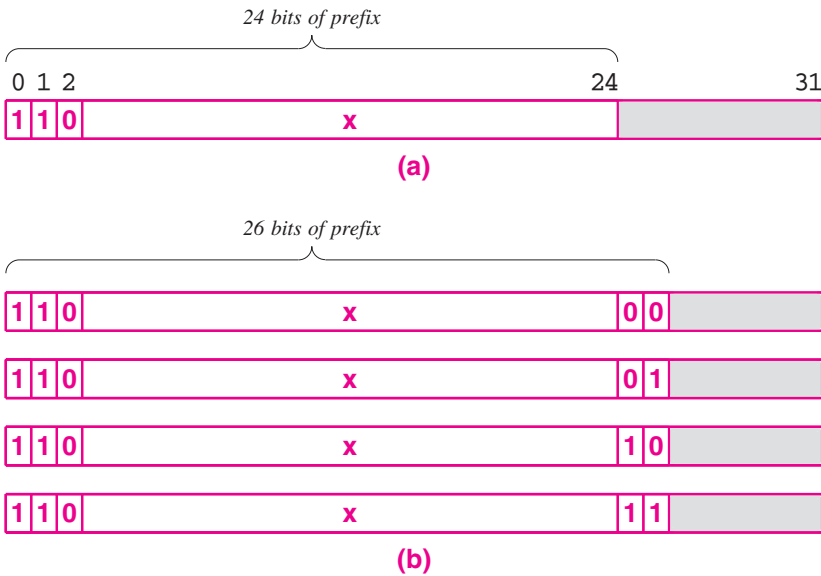 24 bits of prefix
0 1 2 24 31
1 1 0 x
(a)
26 bits of prefix
1 1 0 x 0 0
1 1 0 x 0 1
1 1 0 x 1 0
1 1 0 x 1 1
(b)